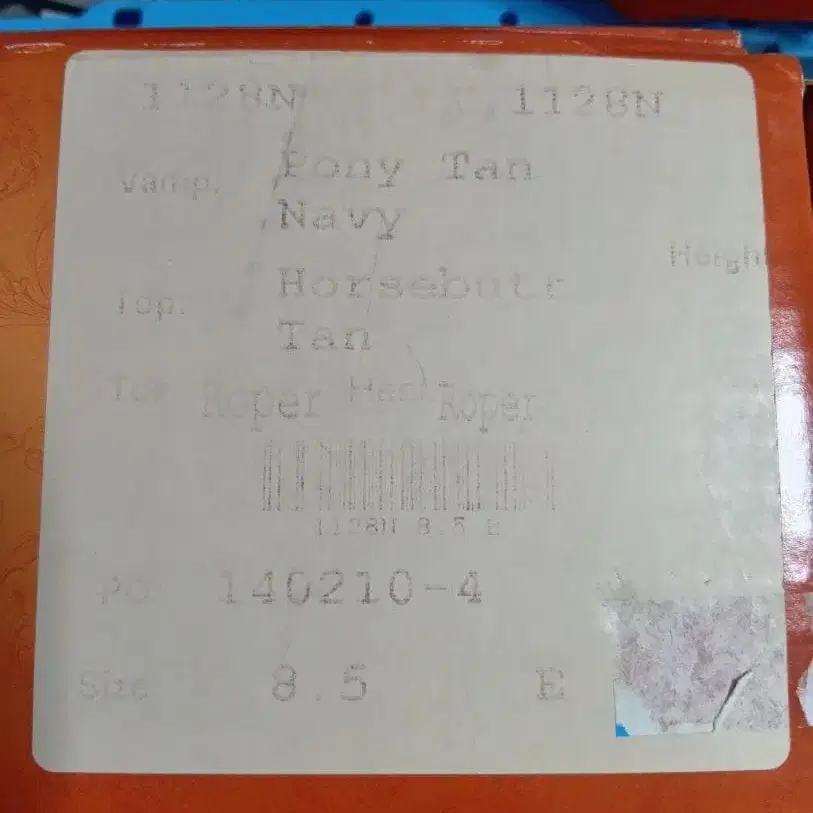 1128N 1128N
Vamp. Pony Tan
Navy
Height
Top. Horsebutt
Tan
Toe Roper Heel Roper
1128N 8.5 E
PO 140210-4
Size 8.5 E